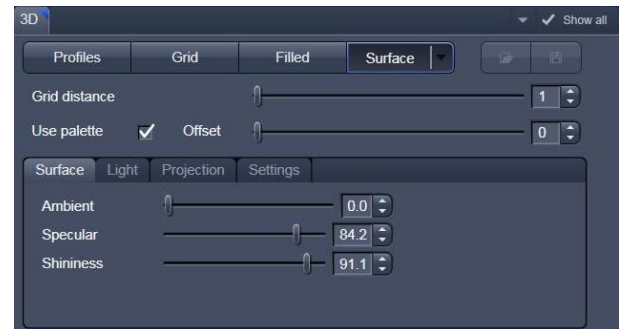 3D Show all
Profiles Grid Filled Surface
Grid distance 1
Use palette Offset 0
Surface Light Projection Settings
Ambient 0.0
Specular 84.2
Shininess 91.1